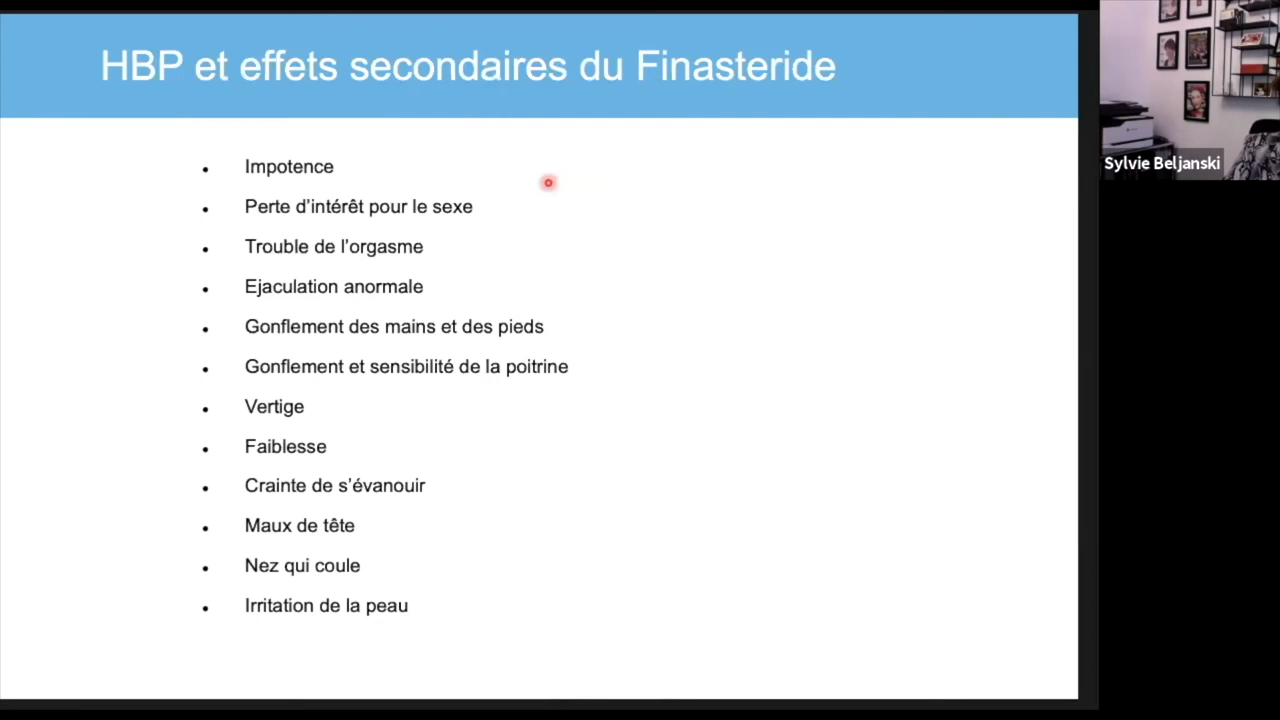 HBP et effets secondaires du Finasteride
• Impotence
• Perte d’intérêt pour le sexe
• Trouble de l’orgasme
• Ejaculation anormale
• Gonflement des mains et des pieds
• Gonflement et sensibilité de la poitrine
• Vertige
• Faiblesse
• Crainte de s’évanouir
• Maux de tête
• Nez qui coule
• Irritation de la peau
Sylvie Beljanski